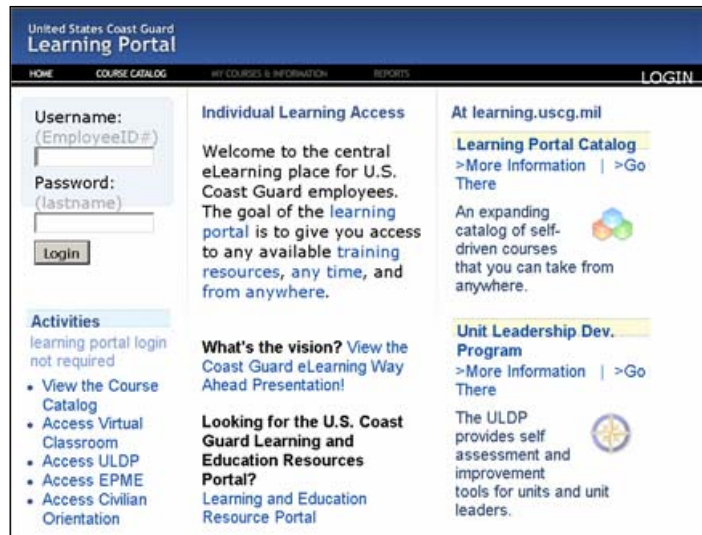 United States Coast Guard
Learning Portal
HOME COURSE CATALOG MY COURSES & INFORMATION REPORTS LOGIN
Username:
(EmployeeID#)
Password:
(lastname)
Login
Activities
learning portal login
not required
• View the Course
Catalog
• Access Virtual
Classroom
• Access ULDP
• Access EPME
• Access Civilian
Orientation
Individual Learning Access
Welcome to the central
eLearning place for U.S.
Coast Guard employees.
The goal of the learning
portal is to give you access
to any available training
resources, any time, and
from anywhere.
What's the vision? View the
Coast Guard eLearning Way
Ahead Presentation!
Looking for the U.S. Coast
Guard Learning and
Education Resources
Portal?
Learning and Education
Resource Portal
At learning.uscg.mil
Learning Portal Catalog
>More Information | >Go
There
An expanding
catalog of self-
driven courses
that you can take from
anywhere.
Unit Leadership Dev.
Program
>More Information | >Go
There
The ULDP
provides self
assessment and
improvement
tools for units and unit
leaders.